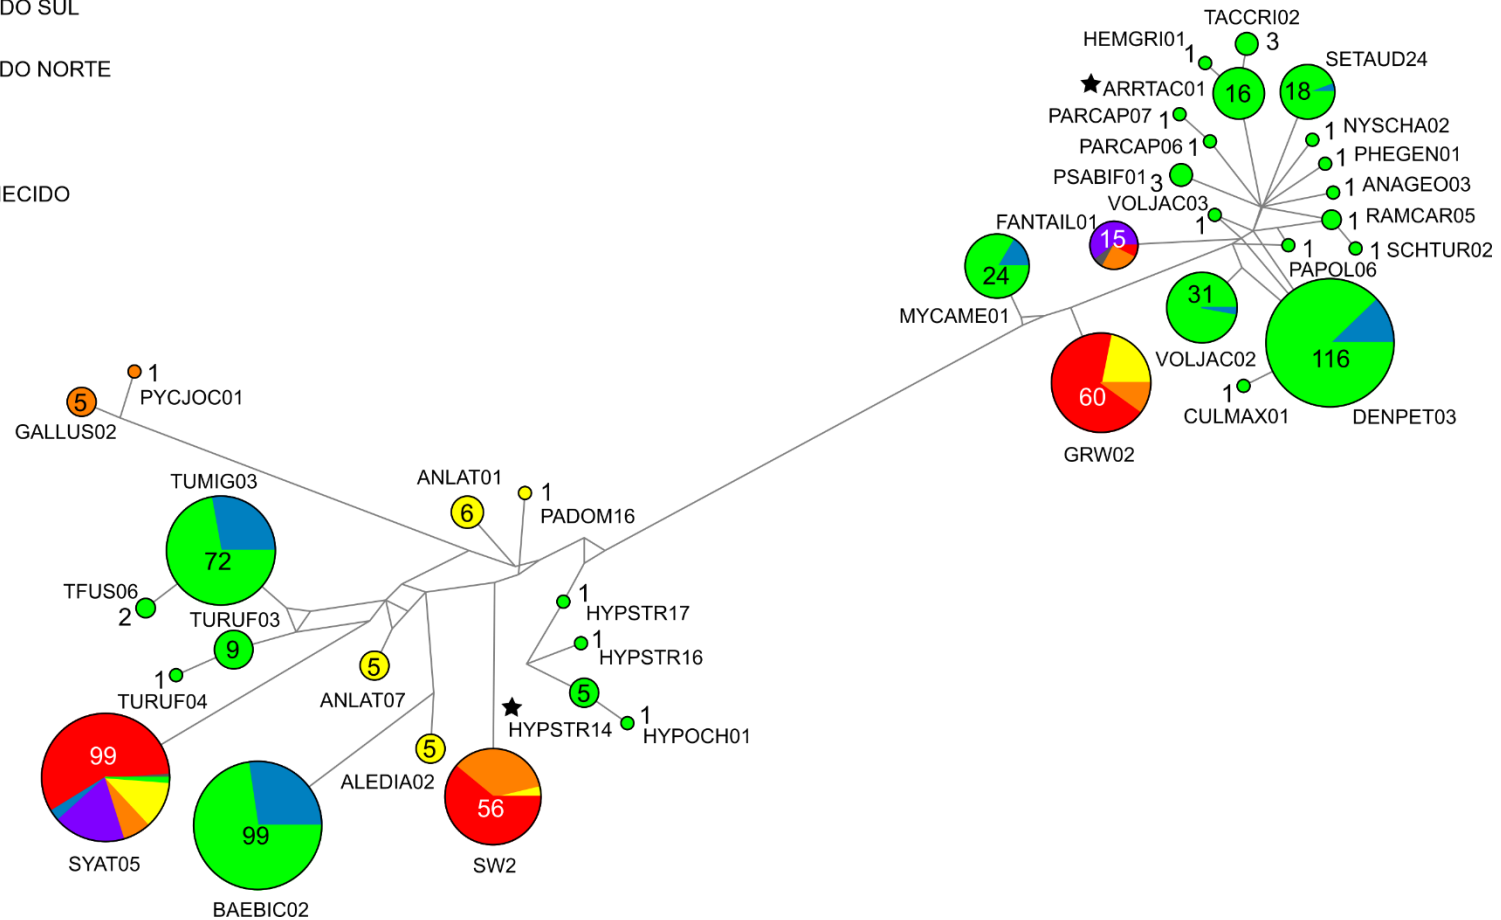 DO SUL
DO NORTE
HECIDO
TACCRI02
3
HEMGRI01
1
SETAUD24
18
★ARRTAC01
16
PARCAP07
1
NYSCHA02
1
PARCAP06
1
PHEGEN01
1
PSABIF01
3
ANAGEO03
1
VOLJAC03
1
RAMCAR05
1
FANTAIL01
15
SCHTUR02
1
PAPOL06
1
24
MYCAME01
31
VOLJAC02
116
DENPET03
1
CULMAX01
60
GRW02
1
PYCJOC01
5
GALLUS02
TUMIG03
72
ANLAT01
6
1
PADOM16
TFUS06
2
TURUF03
9
1
TURUF04
1
HYPSTR17
1
HYPSTR16
5
ANLAT07
★
HYPSTR14
5
1
HYPOCH01
99
SYAT05
99
BAEBIC02
5
ALEDIA02
56
SW2